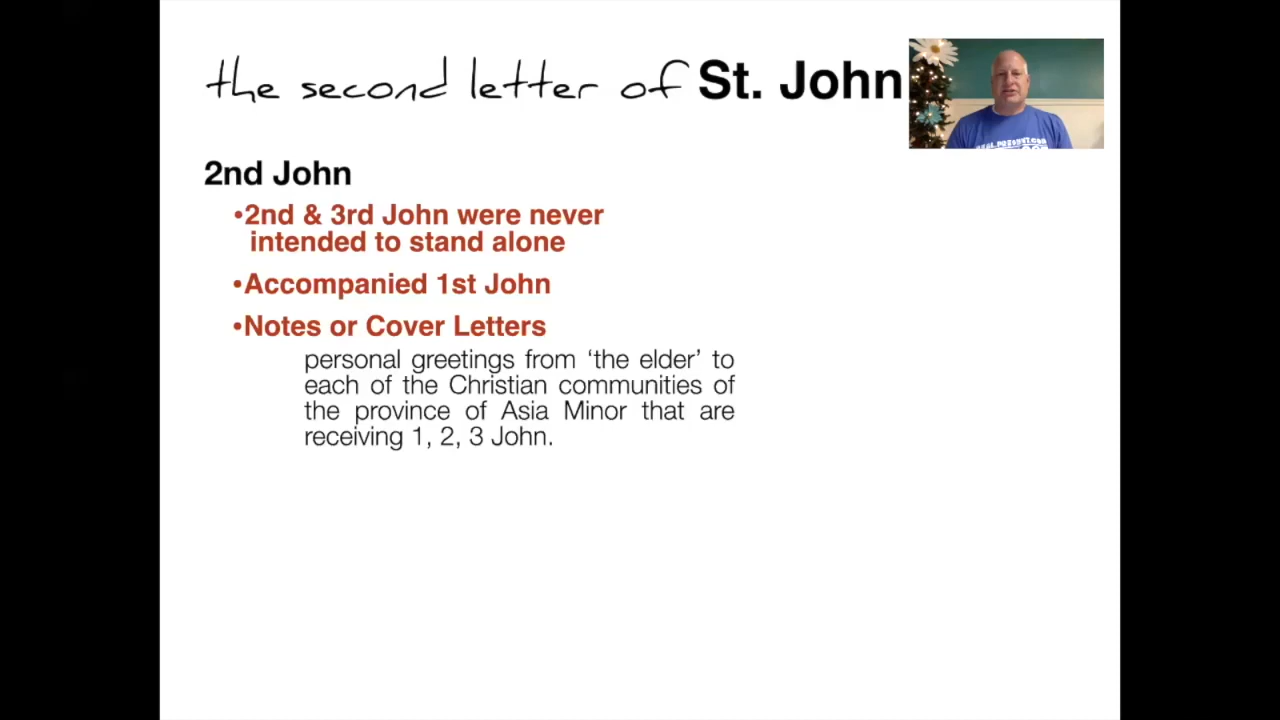 the second letter of St. John
2nd John
•2nd & 3rd John were never
intended to stand alone
•Accompanied 1st John
•Notes or Cover Letters
personal greetings from ‘the elder’ to
each of the Christian communities of
the province of Asia Minor that are
receiving 1, 2, 3 John.